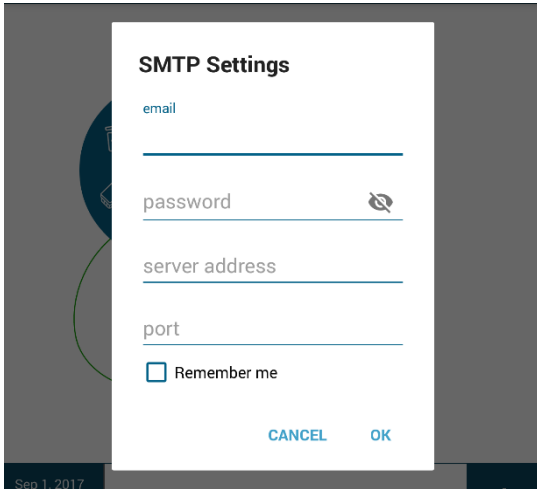 SMTP Settings
email
password
server address
port
Remember me
CANCEL OK
Sep 1, 2017